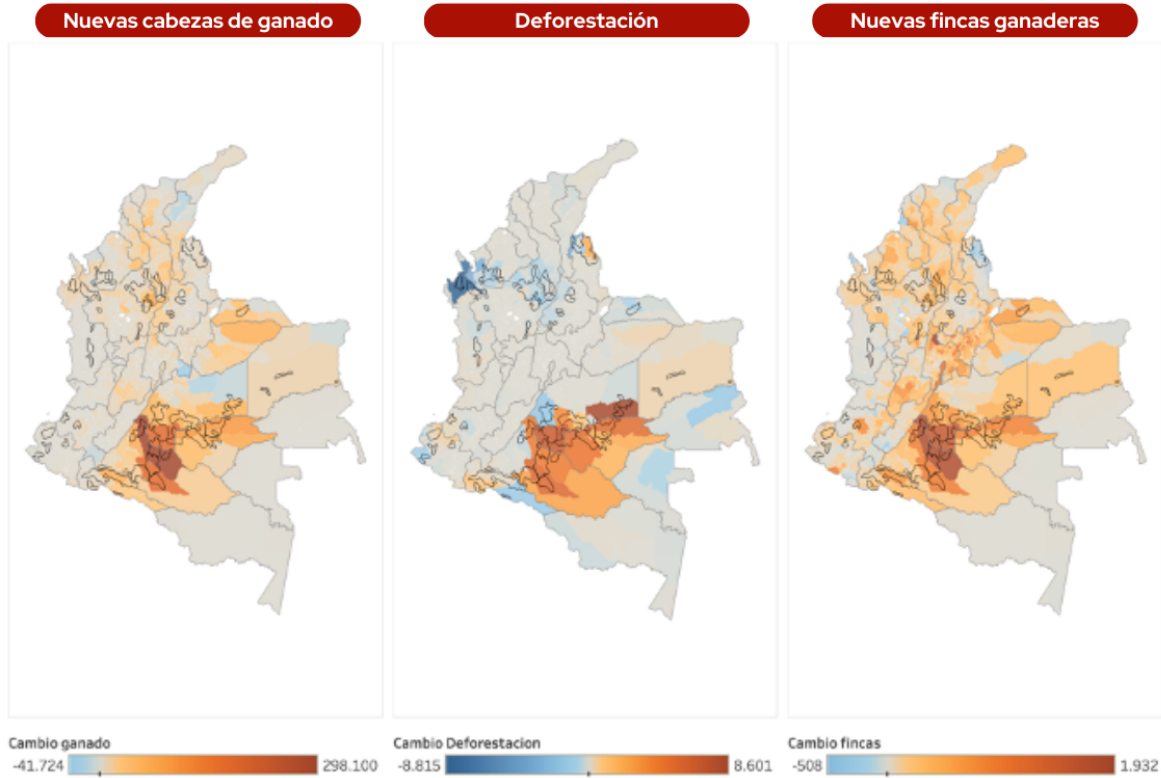 Nuevas cabezas de ganado
Deforestación
Nuevas fincas ganaderas
Cambio ganado
-41.724
298.100
Cambio Deforestacion
-8.815
8.601
Cambio fincas
-508
1.932